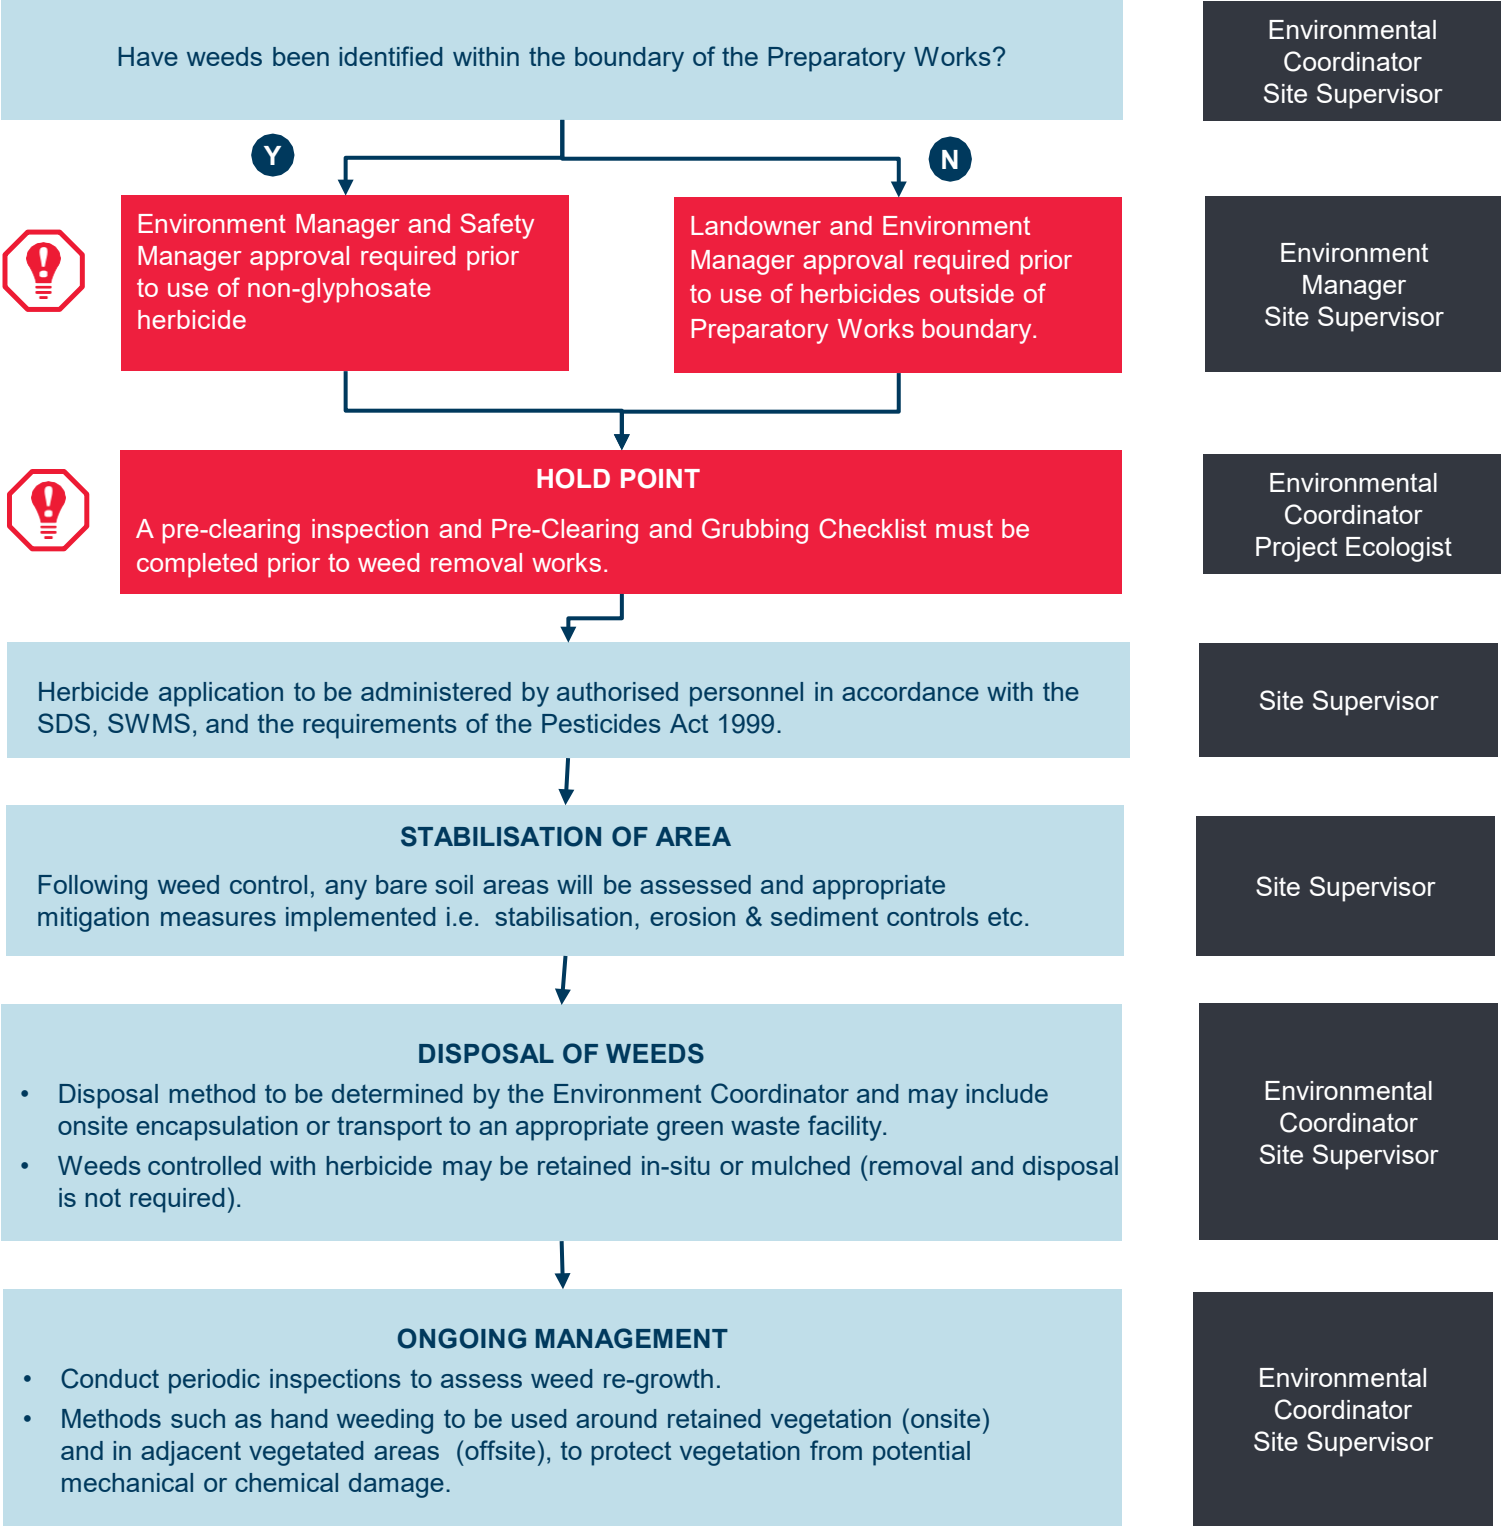 Have weeds been identified within the boundary of the Preparatory Works?
Environmental
Coordinator
Site Supervisor
Y
N
Environment Manager and Safety
Manager approval required prior
to use of non-glyphosate
herbicide
Landowner and Environment
Manager approval required prior
to use of herbicides outside of
Preparatory Works boundary.
Environment
Manager
Site Supervisor
HOLD POINT
A pre-clearing inspection and Pre-Clearing and Grubbing Checklist must be
completed prior to weed removal works.
Environmental
Coordinator
Project Ecologist
Herbicide application to be administered by authorised personnel in accordance with the
SDS, SWMS, and the requirements of the Pesticides Act 1999.
Site Supervisor
STABILISATION OF AREA
Following weed control, any bare soil areas will be assessed and appropriate
mitigation measures implemented i.e. stabilisation, erosion & sediment controls etc.
Site Supervisor
DISPOSAL OF WEEDS
• Disposal method to be determined by the Environment Coordinator and may include
onsite encapsulation or transport to an appropriate green waste facility.
• Weeds controlled with herbicide may be retained in-situ or mulched (removal and disposal
is not required).
Environmental
Coordinator
Site Supervisor
ONGOING MANAGEMENT
• Conduct periodic inspections to assess weed re-growth.
• Methods such as hand weeding to be used around retained vegetation (onsite)
and in adjacent vegetated areas (offsite), to protect vegetation from potential
mechanical or chemical damage.
Environmental
Coordinator
Site Supervisor